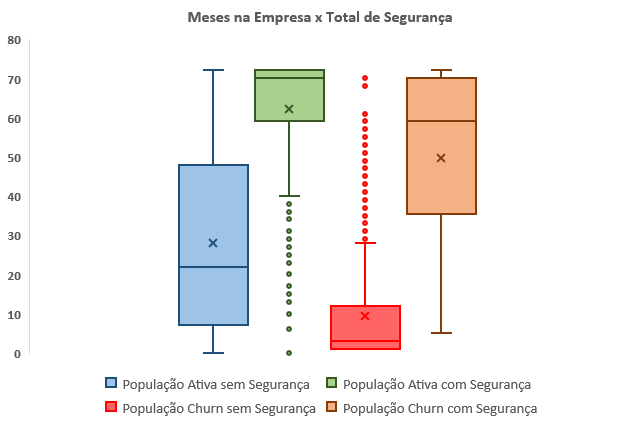 Meses na Empresa x Total de Segurança
80
70
60
50
40
30
20
10
0
População Ativa sem Segurança
População Ativa com Segurança
População Churn sem Segurança
População Churn com Segurança